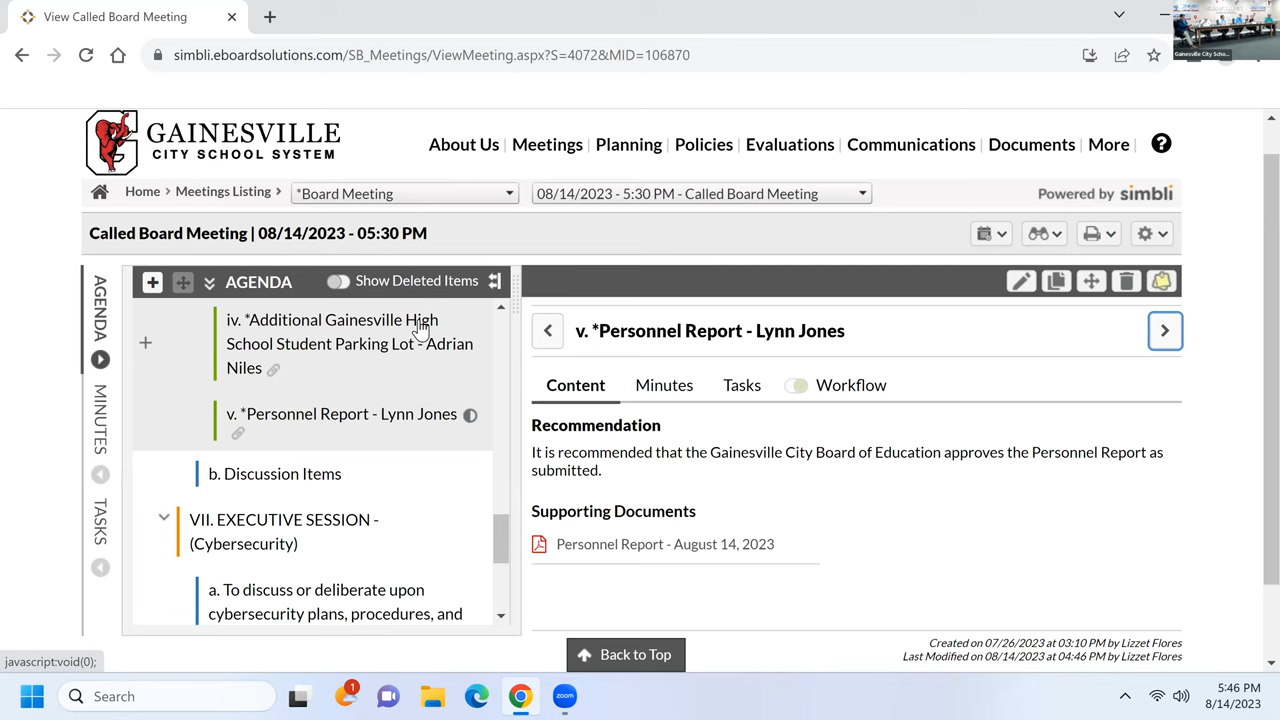 View Called Board Meeting
simbli.eboardsolutions.com/SB_Meetings/ViewMeeting.aspx?S=4072&MID=106870
Gainesville City Scho...
GAINESVILLE
CITY SCHOOL SYSTEM
About Us | Meetings | Planning | Policies | Evaluations | Communications | Documents | More | ?
Home > Meetings Listing > *Board Meeting 08/14/2023 - 5:30 PM - Called Board Meeting Powered by simbli
Called Board Meeting | 08/14/2023 - 05:30 PM
AGENDA
MINUTES
TASKS
AGENDA Show Deleted Items
iv. *Additional Gainesville High
School Student Parking Lot - Adrian
Niles
v. *Personnel Report - Lynn Jones
b. Discussion Items
VII. EXECUTIVE SESSION -
(Cybersecurity)
a. To discuss or deliberate upon
cybersecurity plans, procedures, and
v. *Personnel Report - Lynn Jones
Content Minutes Tasks Workflow
Recommendation
It is recommended that the Gainesville City Board of Education approves the Personnel Report as
submitted.
Supporting Documents
Personnel Report - August 14, 2023
Back to Top
Created on 07/26/2023 at 03:10 PM by Lizzet Flores
Last Modified on 08/14/2023 at 04:46 PM by Lizzet Flores
javascript:void(0);
Search
1
zoom
5:46 PM
8/14/2023